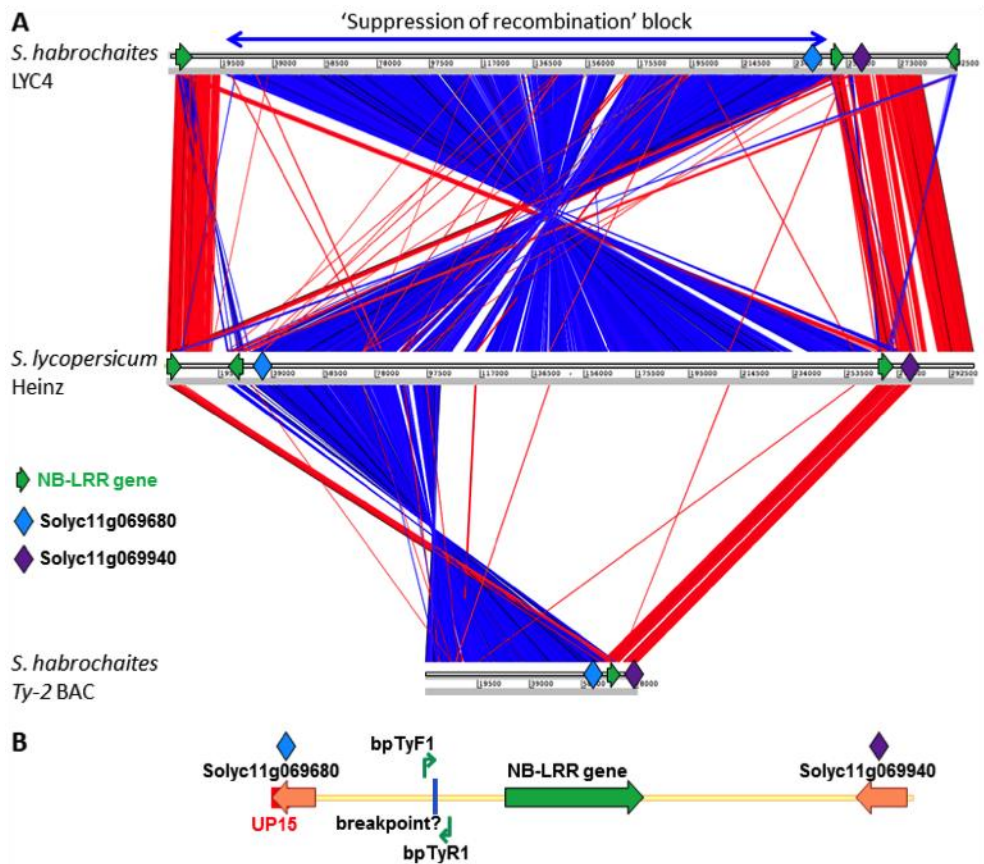 A
'Suppression of recombination' block
S. habrochaites
LYC4
19500 39000 58500 78000 97500 117000 136500 156000 175500 195000 214500 273000
S. lycopersicum
Heinz
39000 58500 78000 97500 117000 136500 156000 175500 195000 214500 234000 253500 292500
NB-LRR gene
Solyc11g069680
Solyc11g069940
S. habrochaites
Ty-2 BAC
19500 39000
B
bpTyF1
Solyc11g069680
NB-LRR gene
Solyc11g069940
UP15
breakpoint?
bpTyR1